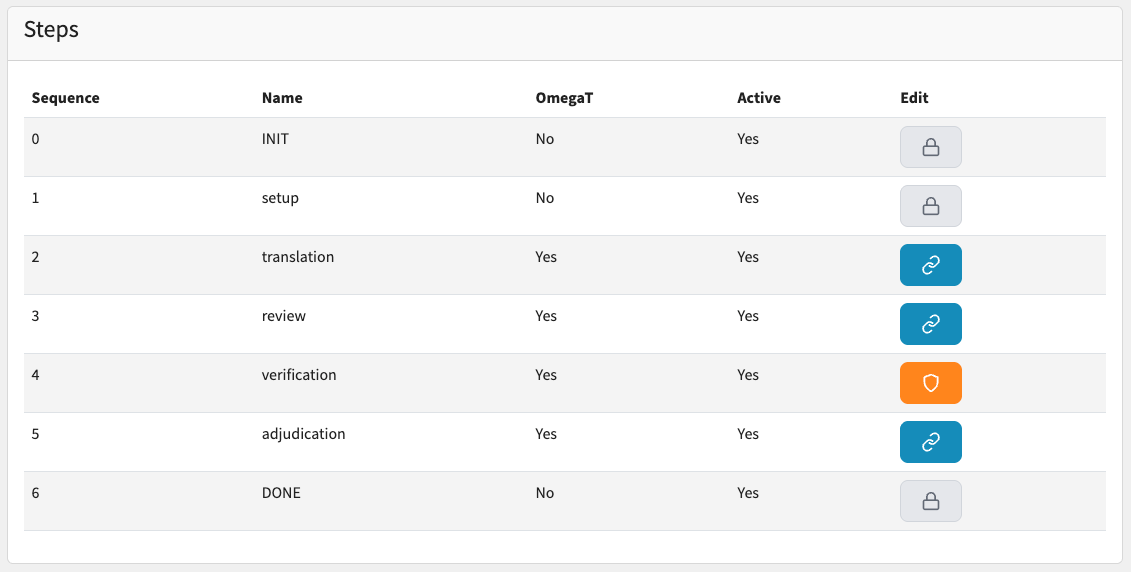 Steps
Sequence Name OmegaT Active Edit
0 INIT No Yes
1 setup No Yes
2 translation Yes Yes
3 review Yes Yes
4 verification Yes Yes
5 adjudication Yes Yes
6 DONE No Yes